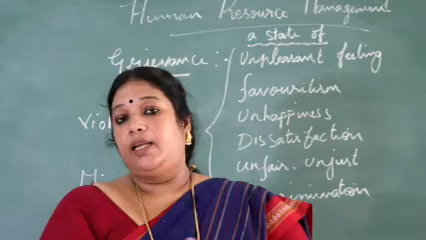 Human Resource Management
a state of
Grievance :- Unpleasant feeling
favouritism
Unhappiness
Dissatisfaction
unfair, unjust